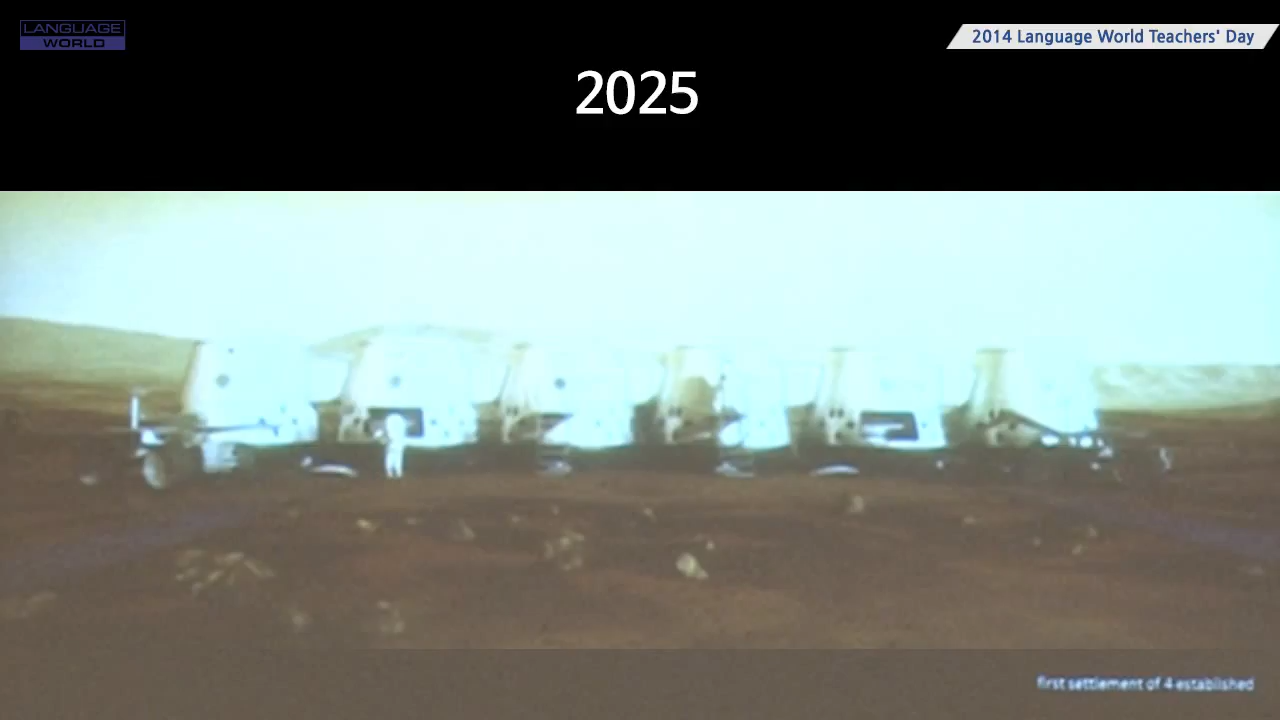 LANGUAGE
WORLD
2014 Language World Teachers' Day
2025
first settlement of 4 established